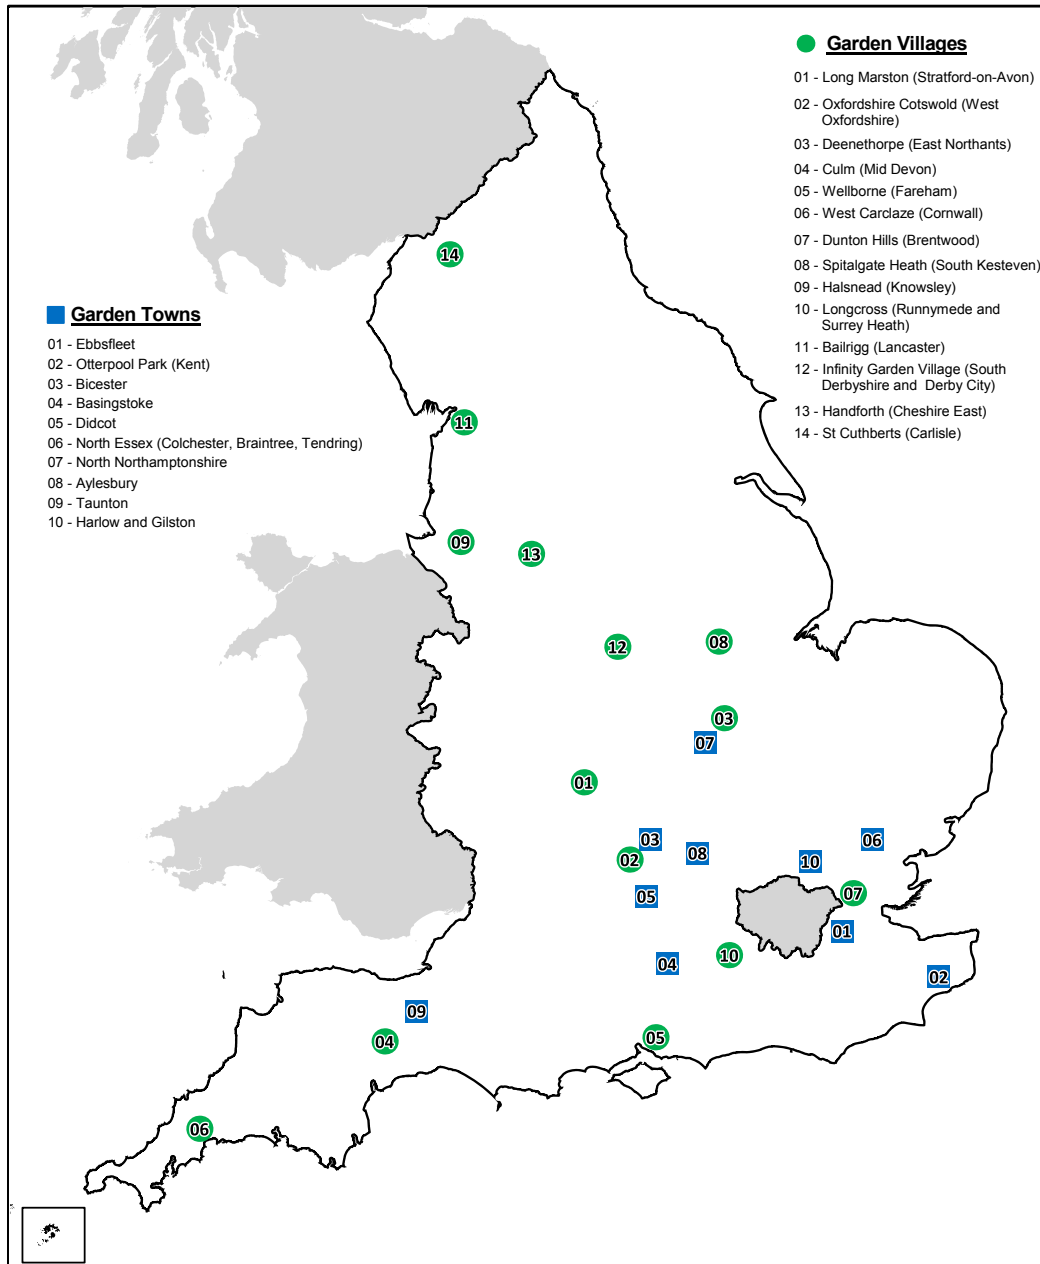 Garden Villages
01 - Long Marston (Stratford-on-Avon)
02 - Oxfordshire Cotswold (West
Oxfordshire)
03 - Deenethorpe (East Northants)
04 - Culm (Mid Devon)
05 - Wellborne (Fareham)
06 - West Carclaze (Cornwall)
07 - Dunton Hills (Brentwood)
08 - Spitalgate Heath (South Kesteven)
09 - Halsnead (Knowsley)
10 - Longcross (Runnymede and
Surrey Heath)
11 - Bailrigg (Lancaster)
12 - Infinity Garden Village (South
Derbyshire and Derby City)
13 - Handforth (Cheshire East)
14 - St Cuthberts (Carlisle)
Garden Towns
01 - Ebbsfleet
02 - Otterpool Park (Kent)
03 - Bicester
04 - Basingstoke
05 - Didcot
06 - North Essex (Colchester, Braintree, Tendring)
07 - North Northamptonshire
08 - Aylesbury
09 - Taunton
10 - Harlow and Gilston
14
11
09
13
12
08
03
07
01
03
06
02
08
10
05
07
01
10
04
02
09
04
05
06